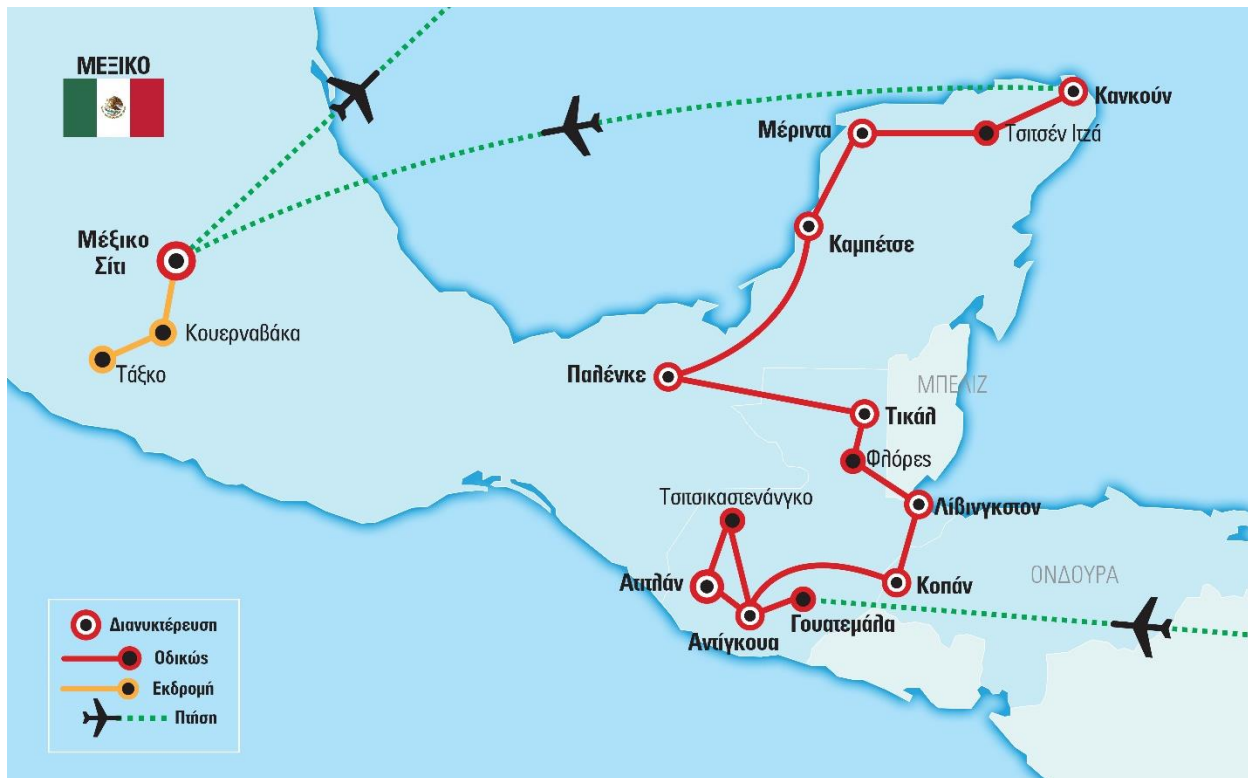 ΜΕΞΙΚΟ
Κανκούν
Μέριντα
Τσιτσέν Ιτζά
Μέξικο
Σίτι
Καμπέτσε
Κουερναβάκα
Τάξκο
Παλένκε
ΜΠΕΛΙΖ
Τικάλ
Φλόρες
Τσιτσικαστενάνγκο
Λίβινγκστον
Ατιτλάν
Κοπάν
ΟΝΔΟΥΡΑ
Γουατεμάλα
Αντίγκουα
Διανυκτέρευση
Οδικώς
Εκδρομή
Πτήση